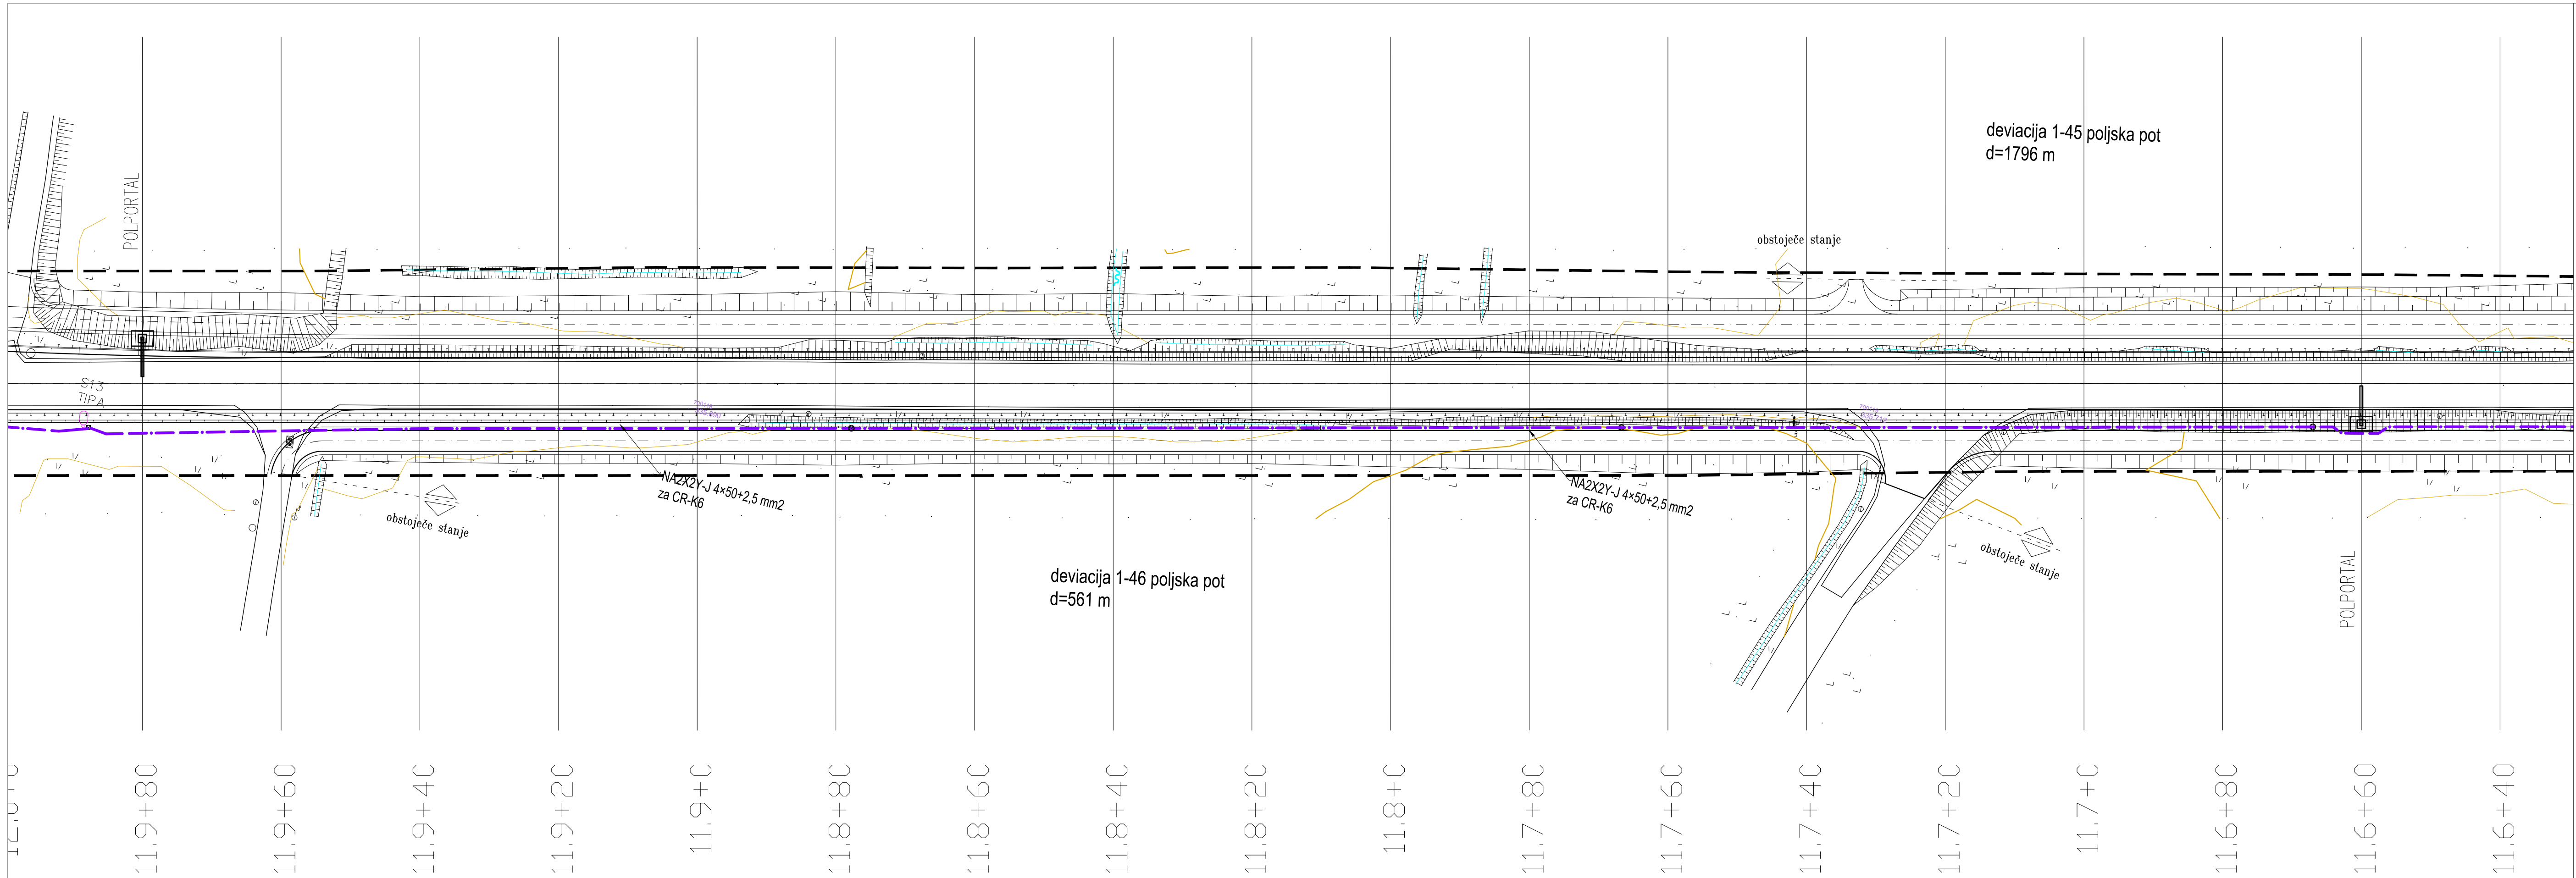 deviacija 1-45 poljska pot
d=1796 m
POLPORTAL
obstoječe stanje
S13
TIP A
NA2X2Y-J 4×50+2,5 mm2
za CR-K6
NA2X2Y-J 4×50+2,5 mm2
za CR-K6
obstoječe stanje
obstoječe stanje
deviacija 1-46 poljska pot
d=561 m
POLPORTAL
11.9+80
11.9+60
11.9+40
11.9+20
11.9+0
11.8+80
11.8+60
11.8+40
11.8+20
11.8+0
11.7+80
11.7+60
11.7+40
11.7+20
11.7+0
11.6+80
11.6+60
11.6+40